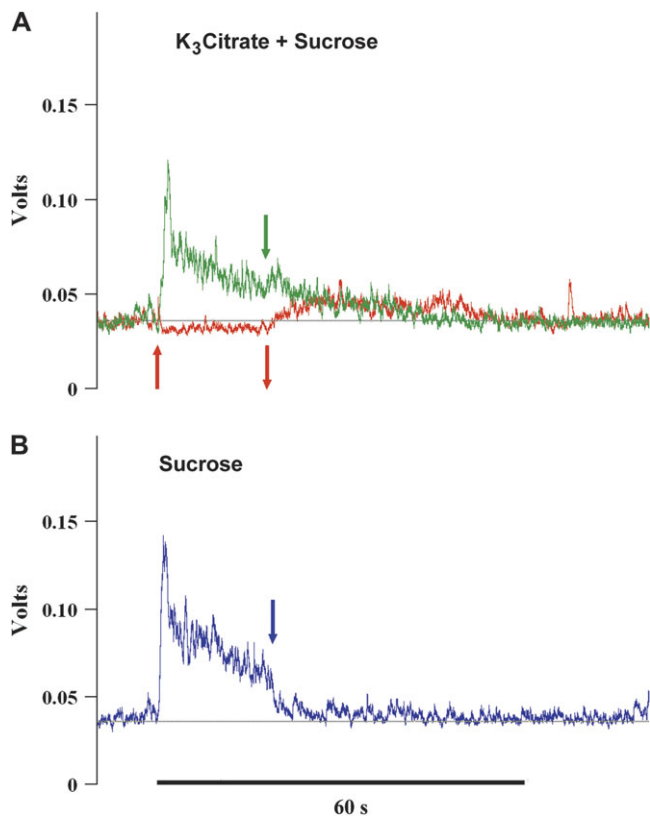 A
K₃Citrate + Sucrose
Volts
0.15
0.10
0.05
0
B
Sucrose
Volts
0.15
0.10
0.05
0
60 s